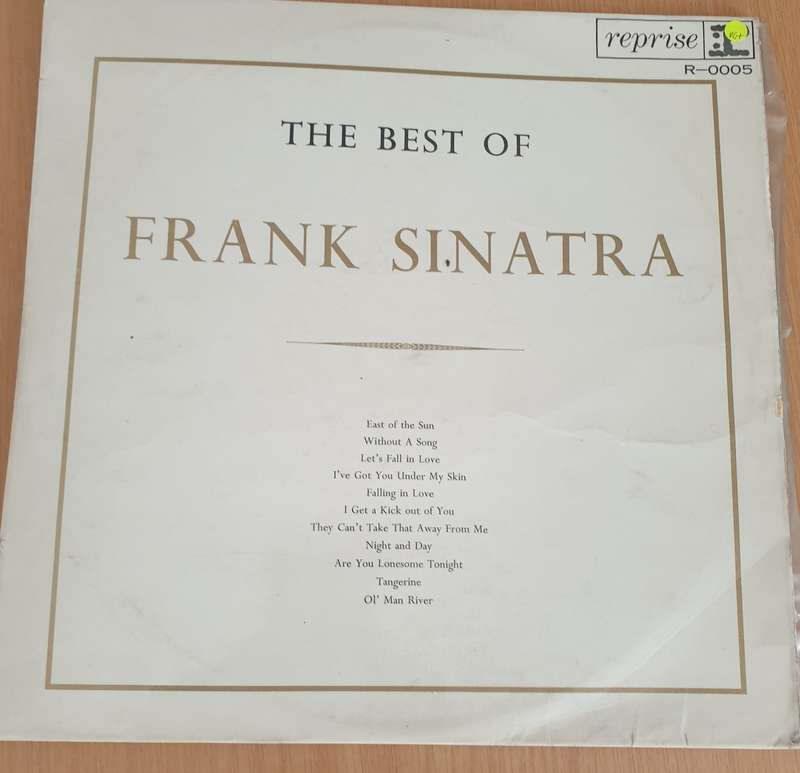 reprise
VG+
R-0005
THE BEST OF
FRANK SINATRA
East of the Sun
Without A Song
Let's Fall in Love
I've Got You Under My Skin
Falling in Love
I Get a Kick out of You
They Can't Take That Away From Me
Night and Day
Are You Lonesome Tonight
Tangerine
Ol' Man River